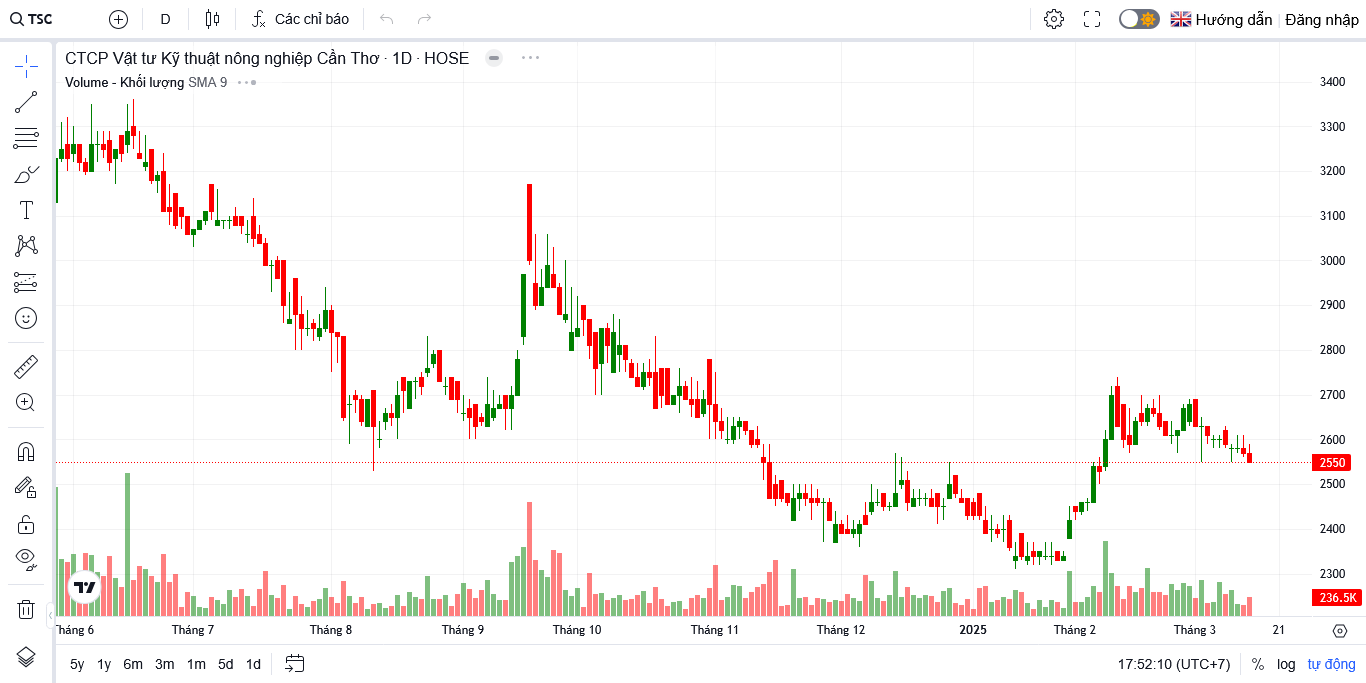 TSC
D
Các chỉ báo
Hướng dẫn
Đăng nhập
CTCP Vật tư Kỹ thuật nông nghiệp Cần Thơ · 1D · HOSE
Volume - Khối lượng SMA 9
3400
3300
3200
3100
3000
2900
2800
2700
2600
2550
2500
2400
2300
236.5K
Tháng 6
Tháng 7
Tháng 8
Tháng 9
Tháng 10
Tháng 11
Tháng 12
2025
Tháng 2
Tháng 3
21
5y 1y 6m 3m 1m 5d 1d
17:52:10 (UTC+7)
% log tự động